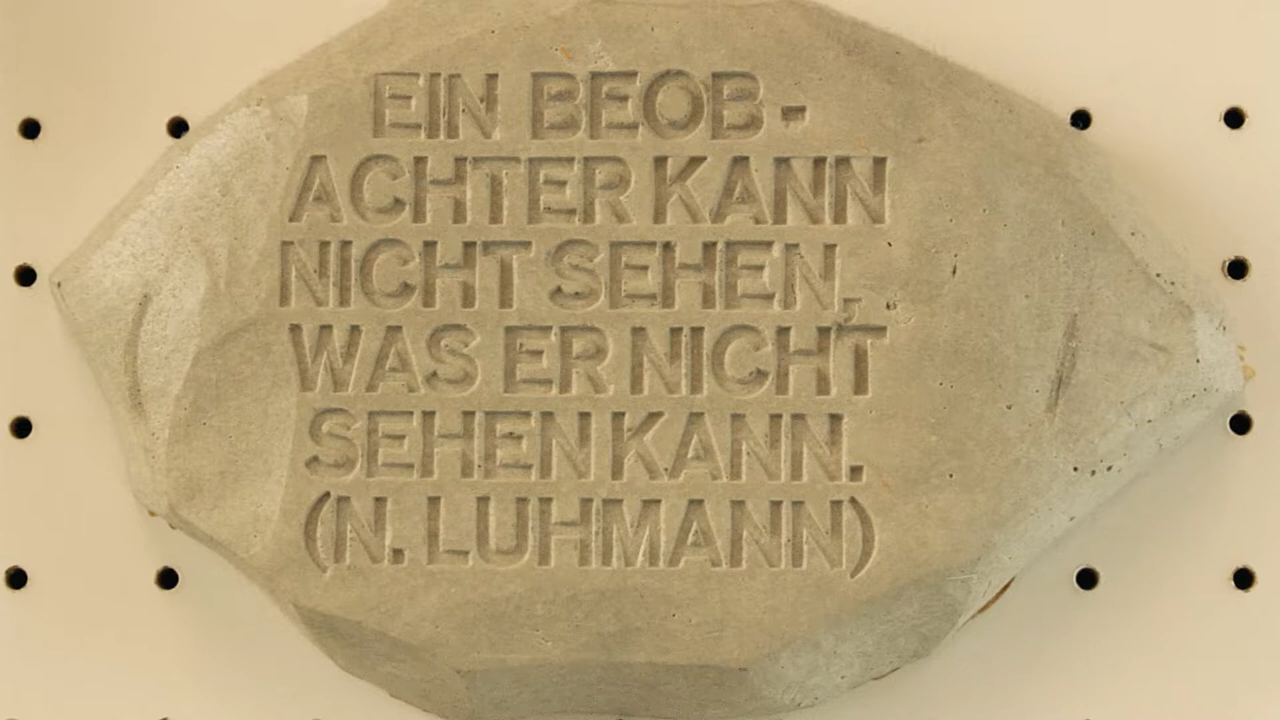 EIN BEOB-
ACHTER KANN
NICHT SEHEN,
WAS ER NICHT
SEHEN KANN.
(N. LUHMANN)